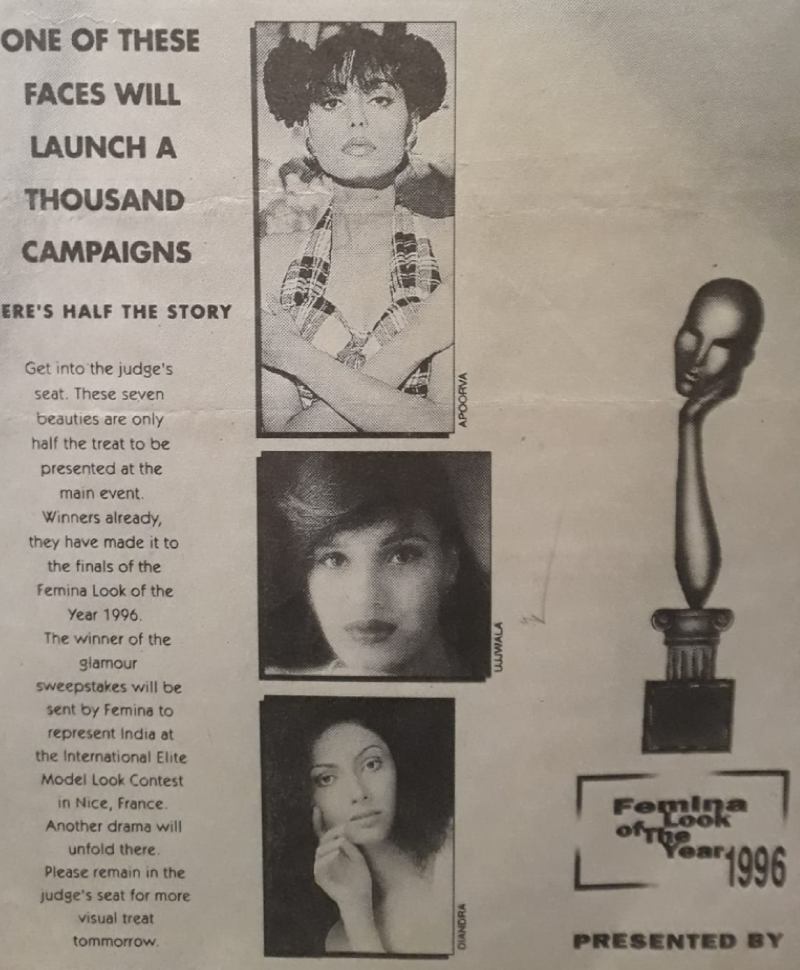 ONE OF THESE
FACES WILL
LAUNCH A
THOUSAND
CAMPAIGNS
ERE'S HALF THE STORY
Get into the judge's
seat. These seven
beauties are only
half the treat to be
presented at the
main event.
Winners already,
they have made it to
the finals of the
Femina Look of the
Year 1996.
The winner of the
glamour
sweepstakes will be
sent by Femina to
represent India at
the International Elite
Model Look Contest
in Nice, France.
Another drama will
unfold there.
Please remain in the
judge's seat for more
visual treat
tommorrow.
APOORVA
UJJWALA
DIANDRA
Femina
Look
of The
Year 1996
PRESENTED BY